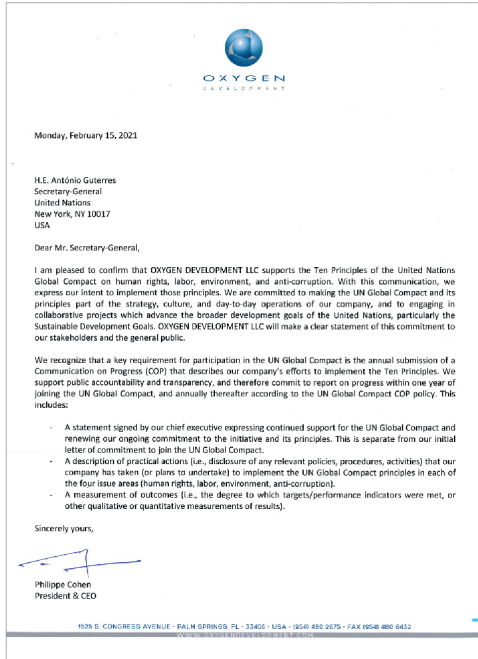 OXYGEN
DEVELOPMENT
Monday, February 15, 2021
H.E. António Guterres
Secretary-General
United Nations
New York, NY 10017
USA
Dear Mr. Secretary-General,
I am pleased to confirm that OXYGEN DEVELOPMENT LLC supports the Ten Principles of the United Nations
Global Compact on human rights, labor, environment, and anti-corruption. With this communication, we
express our intent to implement those principles. We are committed to making the UN Global Compact and its
principles part of the strategy, culture, and day-to-day operations of our company, and to engaging in
collaborative projects which advance the broader development goals of the United Nations, particularly the
Sustainable Development Goals. OXYGEN DEVELOPMENT LLC will make a clear statement of this commitment to
our stakeholders and the general public.
We recognize that a key requirement for participation in the UN Global Compact is the annual submission of a
Communication on Progress (COP) that describes our company's efforts to implement the Ten Principles. We
support public accountability and transparency, and therefore commit to report on progress within one year of
joining the UN Global Compact, and annually thereafter according to the UN Global Compact COP policy. This
includes:
- A statement signed by our chief executive expressing continued support for the UN Global Compact and
renewing our ongoing commitment to the initiative and its principles. This is separate from our initial
letter of commitment to join the UN Global Compact.
- A description of practical actions (i.e., disclosure of any relevant policies, procedures, activities) that our
company has taken (or plans to undertake) to implement the UN Global Compact principles in each of
the four issue areas (human rights, labor, environment, anti-corruption).
- A measurement of outcomes (i.e., the degree to which targets/performance indicators were met, or
other qualitative or quantitative measurements of results).
Sincerely yours,
Philippe Cohen
President & CEO
1525 S. CONGRESS AVENUE - PALM SPRINGS, FL - 33406 - USA - (954) 480 2675 - FAX (954) 480 8432
WWW.OXYGENDEVELOPMENT.COM